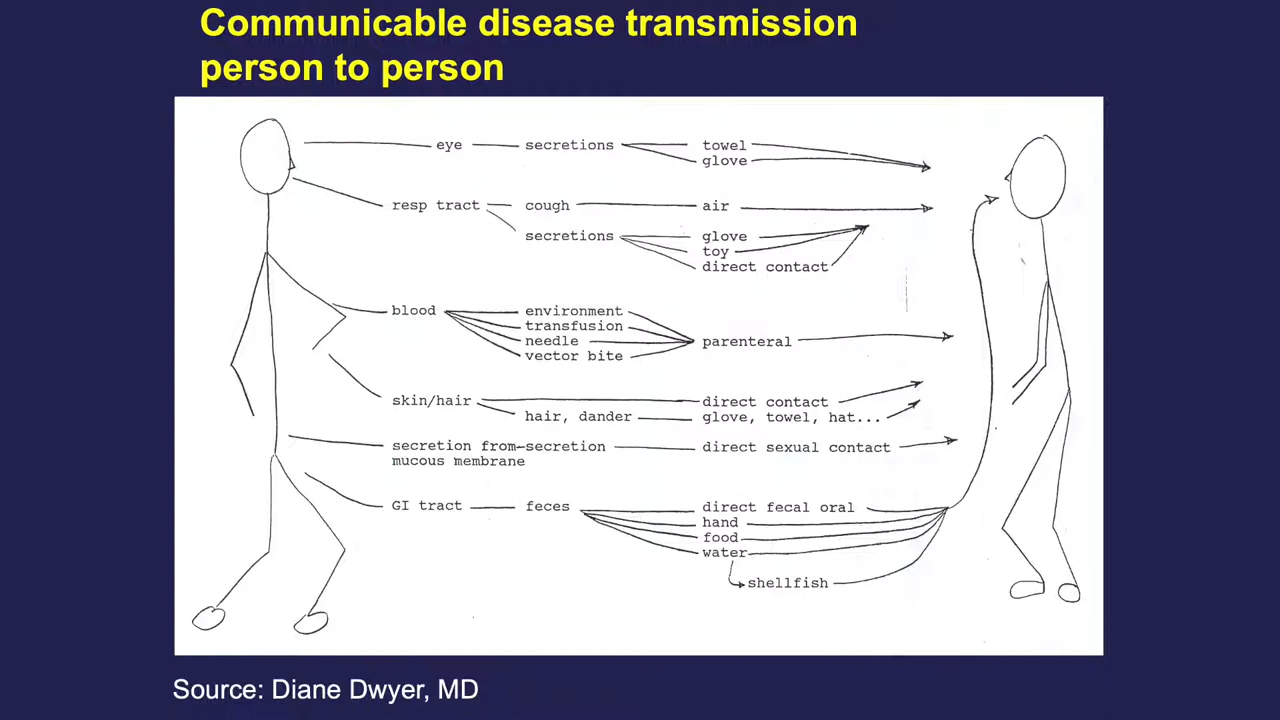 Communicable disease transmission
person to person
eye secretions towel
glove
resp tract cough air
secretions glove
toy
direct contact
blood environment
transfusion
needle parenteral
vector bite
skin/hair direct contact
hair, dander glove, towel, hat...
secretion from secretion direct sexual contact
mucous membrane
GI tract feces direct fecal oral
hand
food
water
shellfish
Source: Diane Dwyer, MD